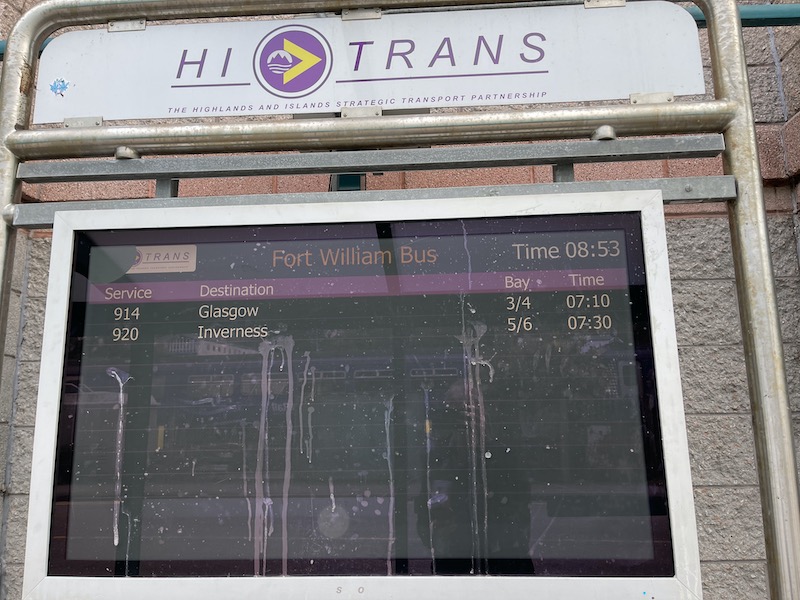 HI TRANS
THE HIGHLANDS AND ISLANDS STRATEGIC TRANSPORT PARTNERSHIP
TRANS Fort William Bus Time 08:53
Service Destination Bay Time
914 Glasgow 3/4 07:10
920 Inverness 5/6 07:30
S O